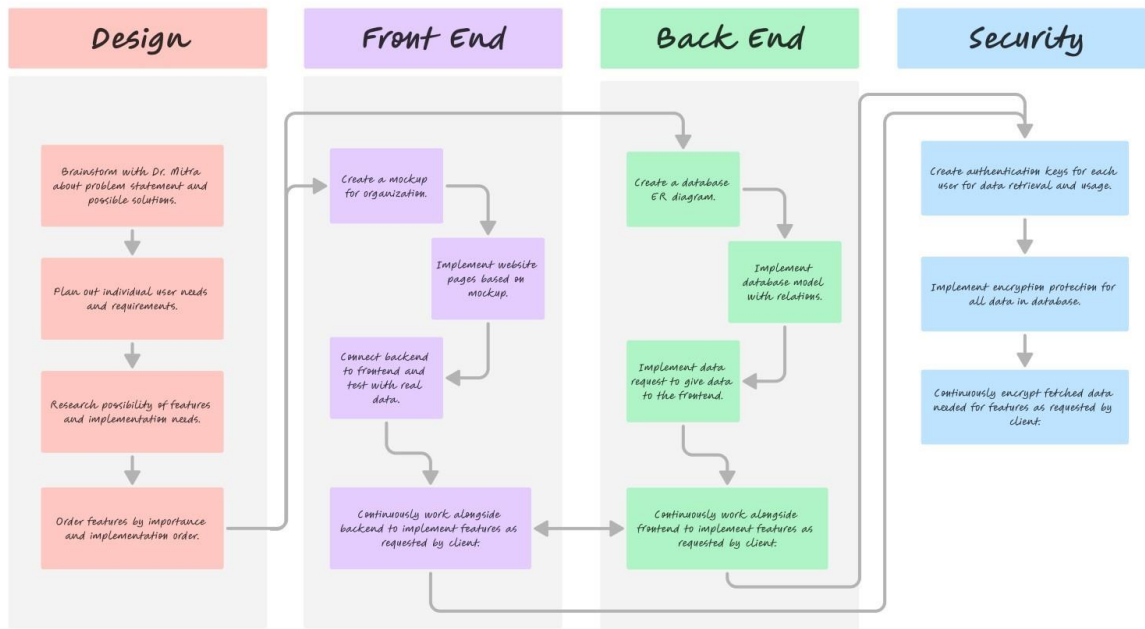 Design
Brainstorm with Dr. Mitra
about problem statement and
possible solutions.
Plan out individual user needs
and requirements.
Research possibility of features
and implementation needs.
Order features by importance
and implementation order.
Front End
Create a mockup
for organization.
Implement website
pages based on
mockup.
Connect backend
to frontend and
test with real
data.
Continuously work alongside
backend to implement features as
requested by client.
Back End
Create a database
ER diagram.
Implement
database model
with relations.
Implement data
request to give data
to the frontend.
Continuously work alongside
frontend to implement features as
requested by client.
Security
Create authentication keys for each
user for data retrieval and usage.
Implement encryption protection for
all data in database.
Continuously encrypt fetched data
needed for features as requested by
client.